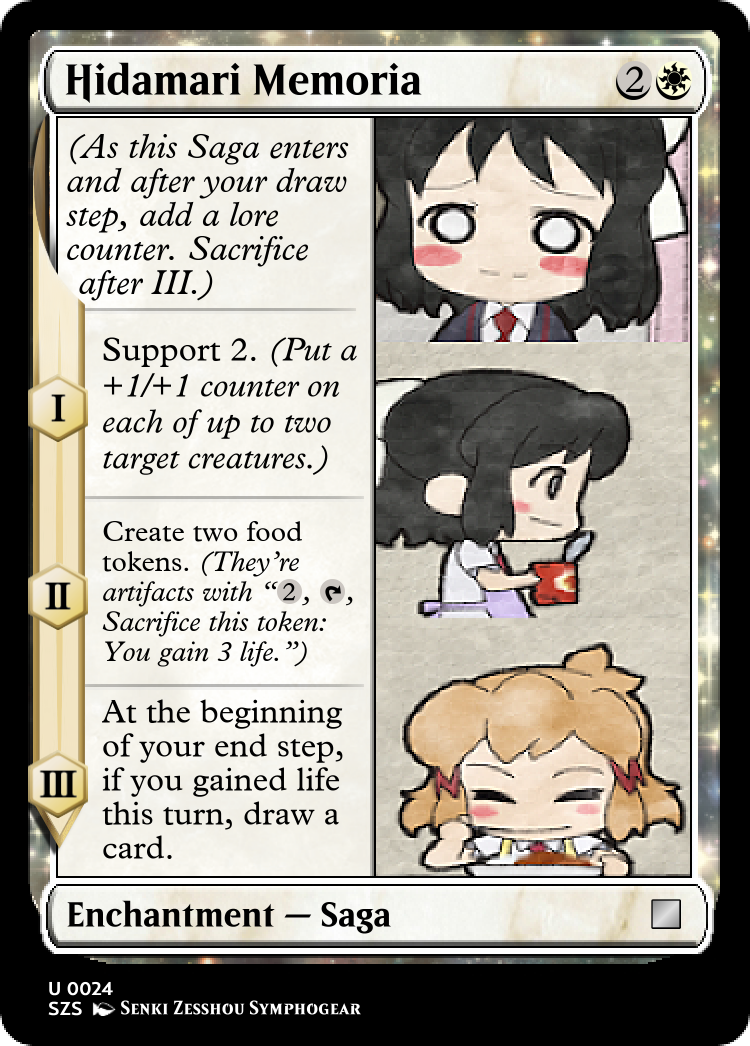 Hidamari Memoria 2
(As this Saga enters
and after your draw
step, add a lore
counter. Sacrifice
after III.)
I
Support 2. (Put a
+1/+1 counter on
each of up to two
target creatures.)
II
Create two food
tokens. (They’re
artifacts with “2, ,
Sacrifice this token:
You gain 3 life.”)
III
At the beginning
of your end step,
if you gained life
this turn, draw a
card.
Enchantment — Saga
U 0024
SZS Senki Zesshou Symphogear